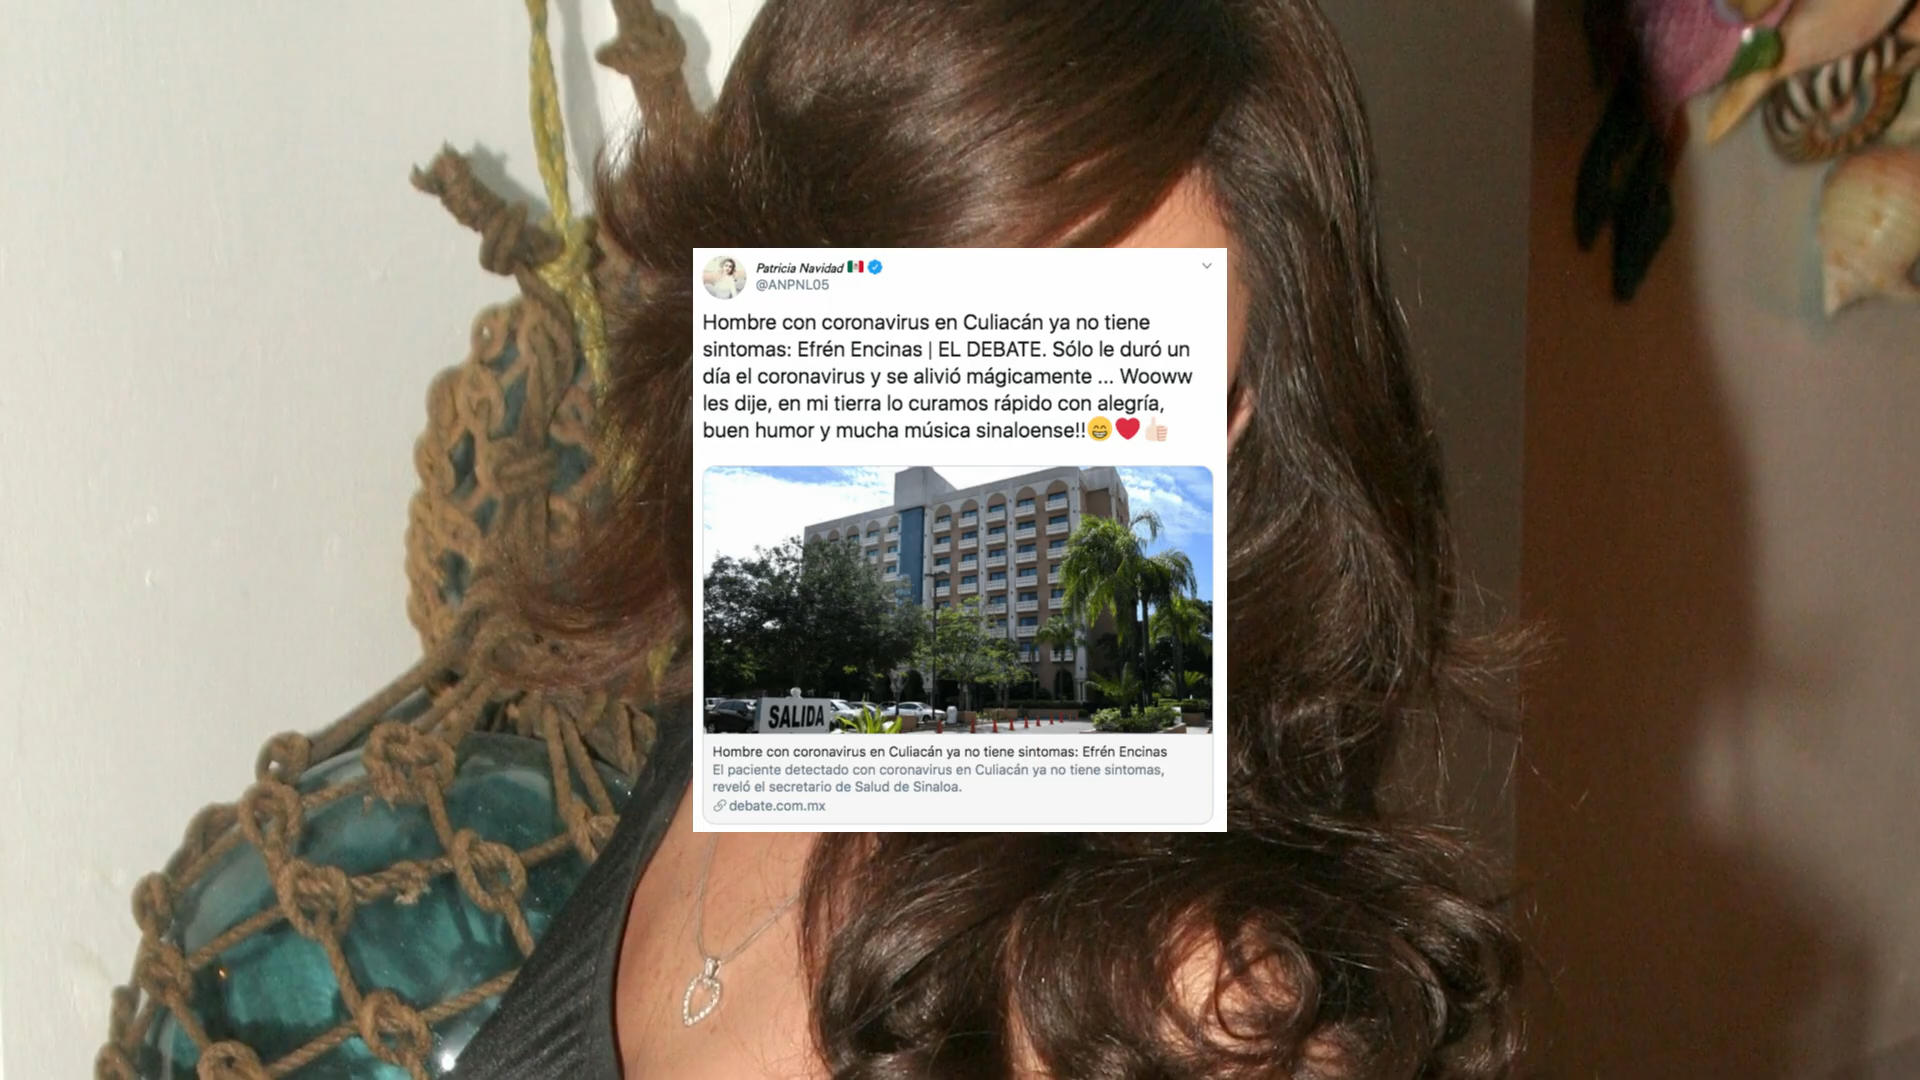 Patricia Navidad 🇲🇽
@ANPNL05
Hombre con coronavirus en Culiacán ya no tiene
sintomas: Efrén Encinas | EL DEBATE. Sólo le duró un
día el coronavirus y se alivió mágicamente ... Wooww
les dije, en mi tierra lo curamos rápido con alegría,
buen humor y mucha música sinaloense!!😁❤️👍🏻
SALIDA
Hombre con coronavirus en Culiacán ya no tiene sintomas: Efrén Encinas
El paciente detectado con coronavirus en Culiacán ya no tiene sintomas,
reveló el secretario de Salud de Sinaloa.
debate.com.mx